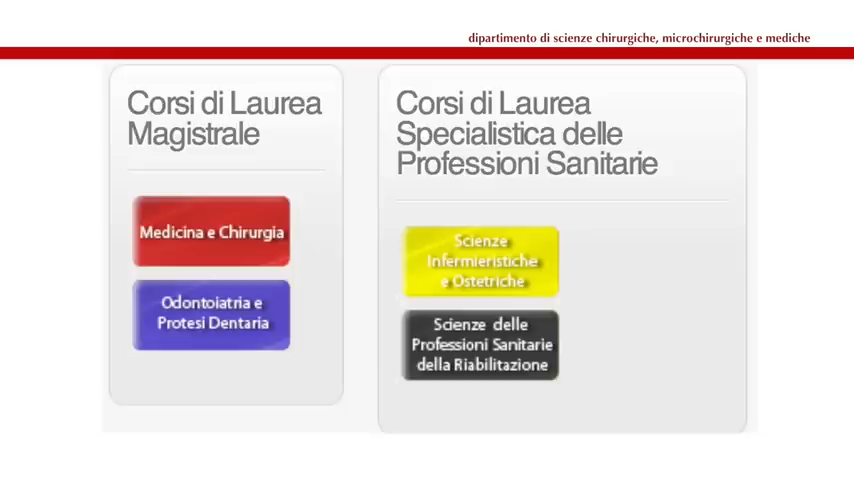 dipartimento di scienze chirurgiche, microchirurgiche e mediche
Corsi di Laurea
Magistrale
Medicina e Chirurgia
Odontoiatria e
Protesi Dentaria
Corsi di Laurea
Specialistica delle
Professioni Sanitarie
Scienze
Infermieristiche
e Ostetriche
Scienze delle
Professioni Sanitarie
della Riabilitazione